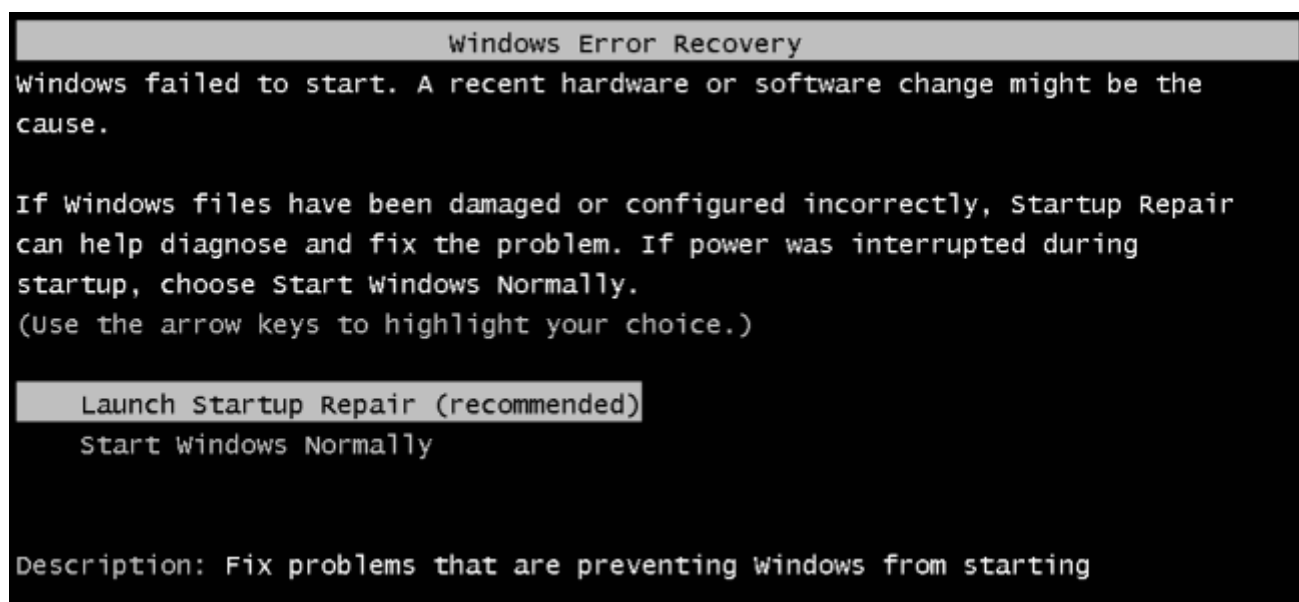 Windows Error Recovery
Windows failed to start. A recent hardware or software change might be the
cause.
If Windows files have been damaged or configured incorrectly, Startup Repair
can help diagnose and fix the problem. If power was interrupted during
startup, choose Start Windows Normally.
(Use the arrow keys to highlight your choice.)
Launch Startup Repair (recommended)
Start Windows Normally
Description: Fix problems that are preventing Windows from starting